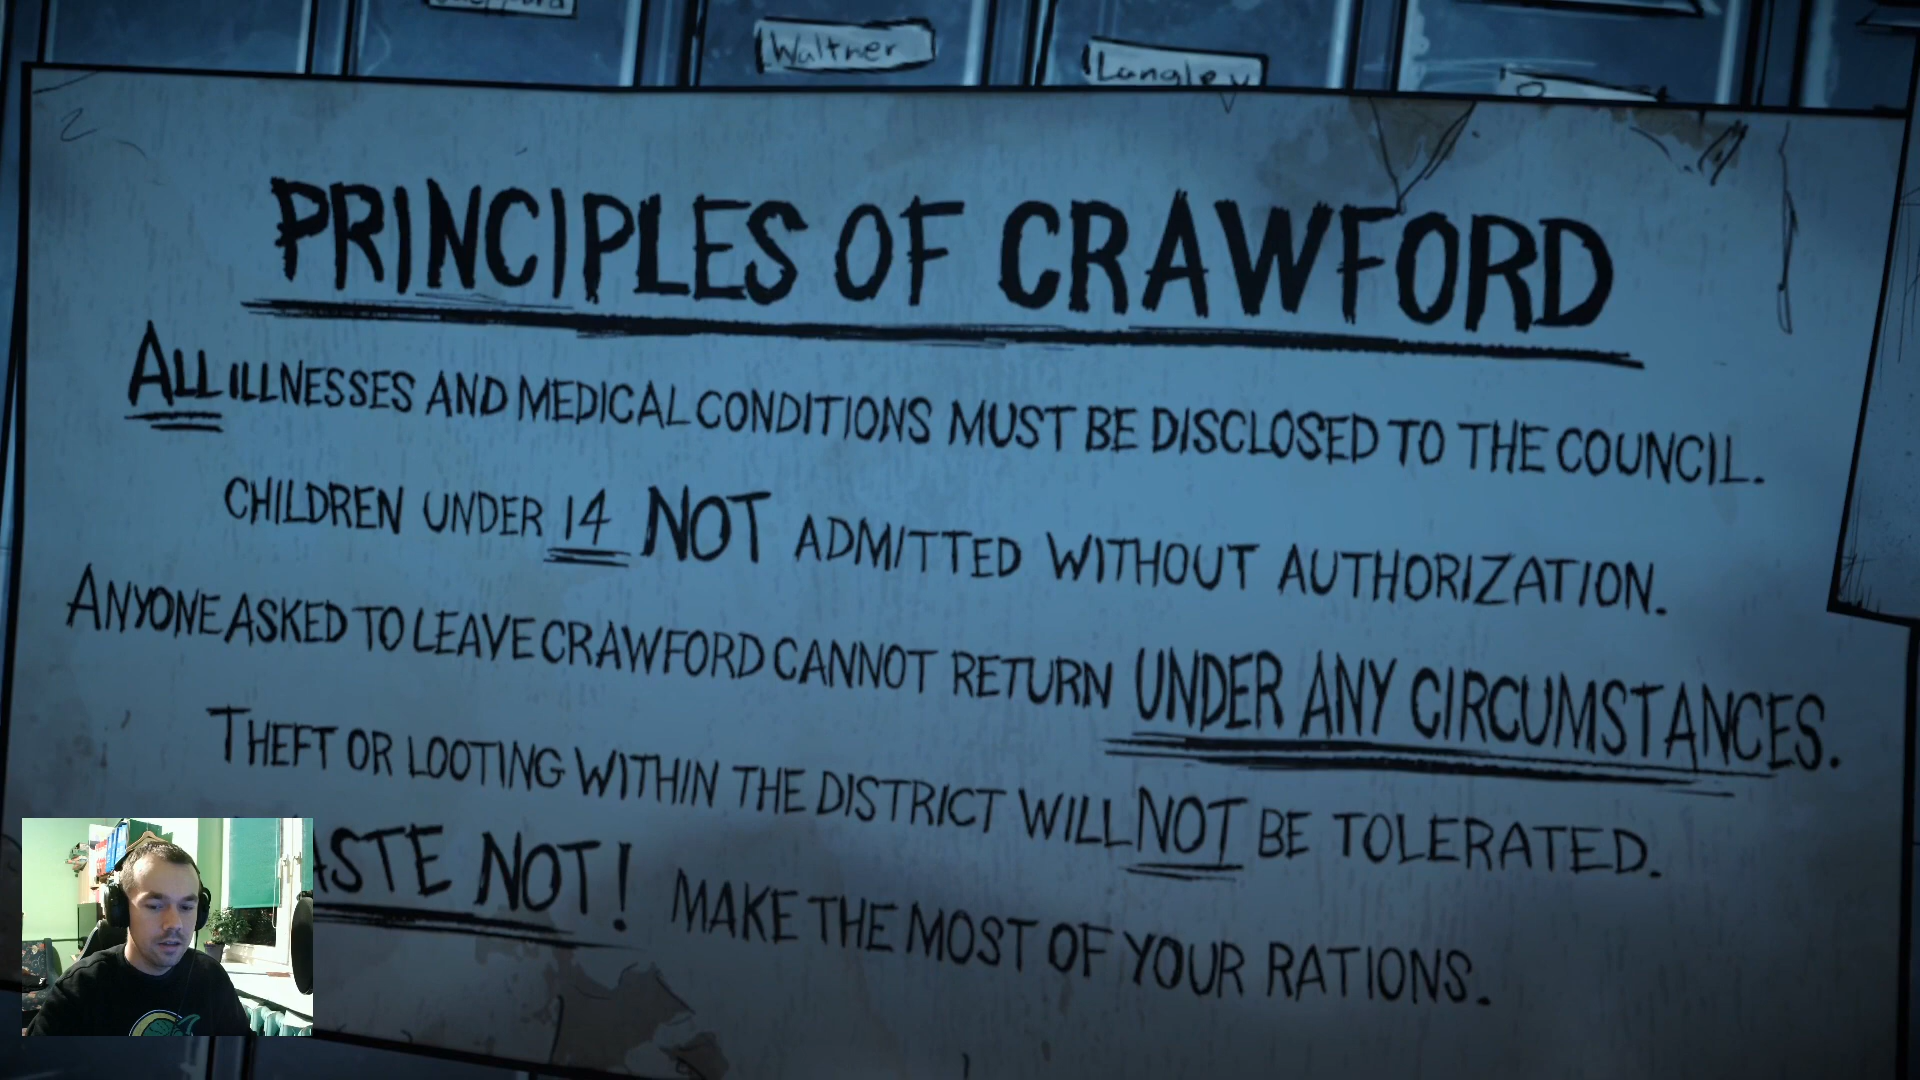 Waltner
Langley
PRINCIPLES OF CRAWFORD
ALL ILLNESSES AND MEDICAL CONDITIONS MUST BE DISCLOSED TO THE COUNCIL.
CHILDREN UNDER 14 NOT ADMITTED WITHOUT AUTHORIZATION.
ANYONE ASKED TO LEAVE CRAWFORD CANNOT RETURN UNDER ANY CIRCUMSTANCES.
THEFT OR LOOTING WITHIN THE DISTRICT WILL NOT BE TOLERATED.
ASTE NOT! MAKE THE MOST OF YOUR RATIONS.